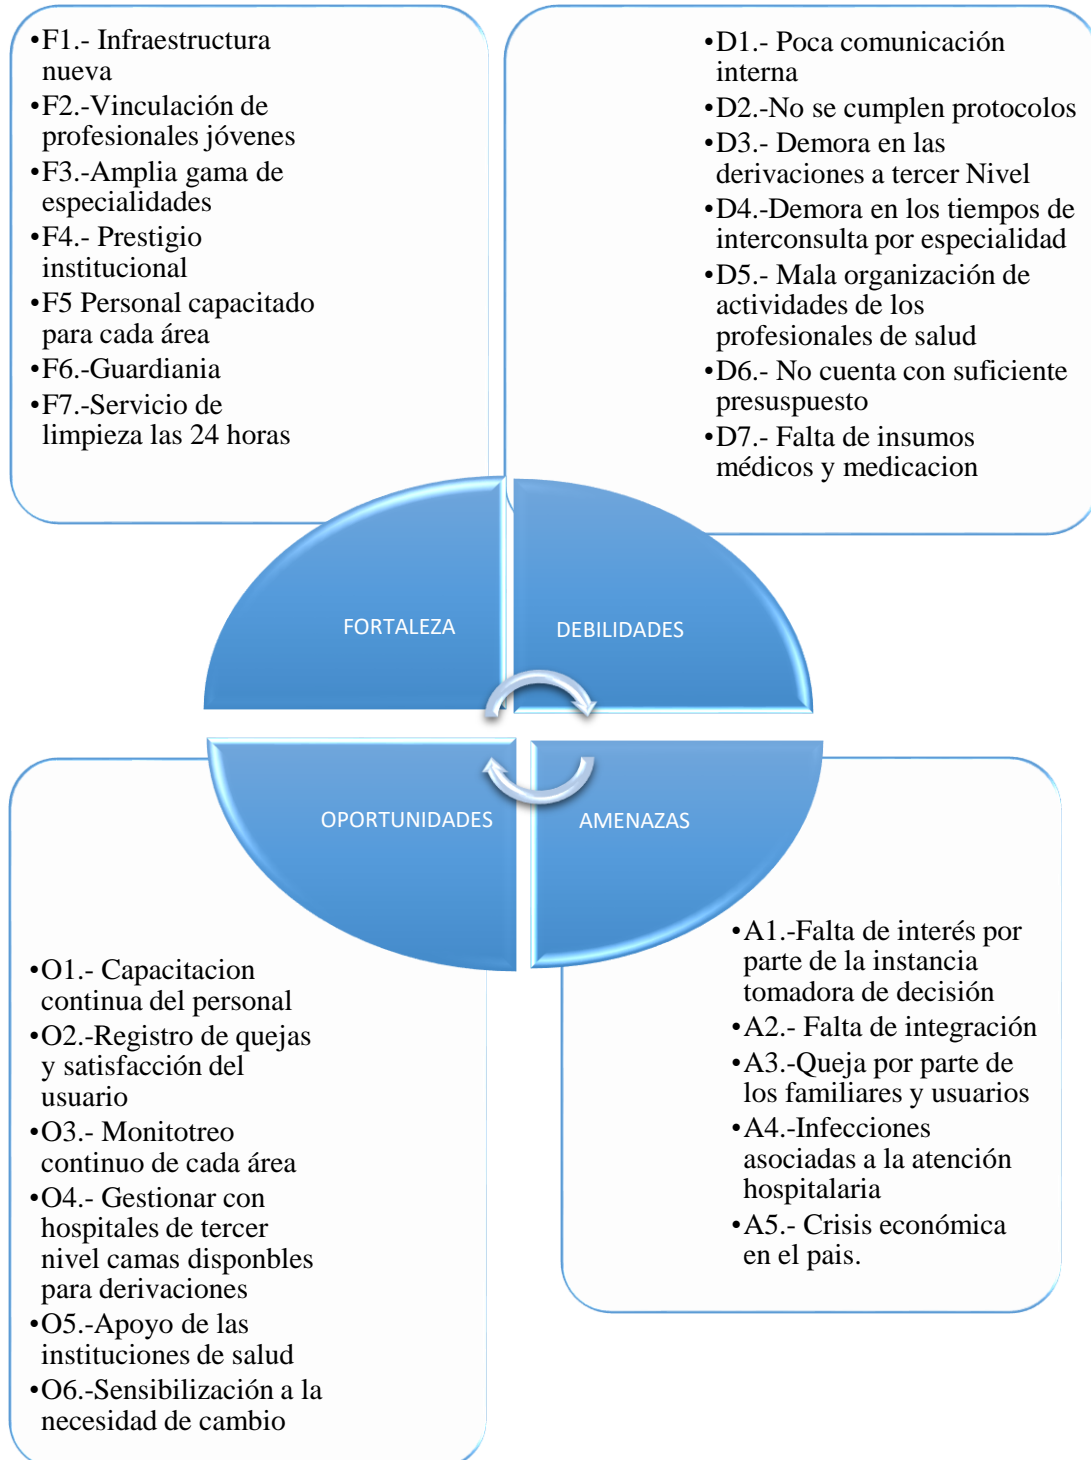 •F1.- Infraestructura
nueva
•F2.-Vinculación de
profesionales jóvenes
•F3.-Amplia gama de
especialidades
•F4.- Prestigio
institucional
•F5 Personal capacitado
para cada área
•F6.-Guardiania
•F7.-Servicio de
limpieza las 24 horas
•D1.- Poca comunicación
interna
•D2.-No se cumplen protocolos
•D3.- Demora en las
derivaciones a tercer Nivel
•D4.-Demora en los tiempos de
interconsulta por especialidad
•D5.- Mala organización de
actividades de los
profesionales de salud
•D6.- No cuenta con suficiente
presuspuesto
•D7.- Falta de insumos
médicos y medicacion
FORTALEZA
DEBILIDADES
OPORTUNIDADES
AMENAZAS
•O1.- Capacitacion
continua del personal
•O2.-Registro de quejas
y satisfacción del
usuario
•O3.- Monitotreo
continuo de cada área
•O4.- Gestionar con
hospitales de tercer
nivel camas disponbles
para derivaciones
•O5.-Apoyo de las
instituciones de salud
•O6.-Sensibilización a la
necesidad de cambio
•A1.-Falta de interés por
parte de la instancia
tomadora de decisión
•A2.- Falta de integración
•A3.-Queja por parte de
los familiares y usuarios
•A4.-Infecciones
asociadas a la atención
hospitalaria
•A5.- Crisis económica
en el pais.